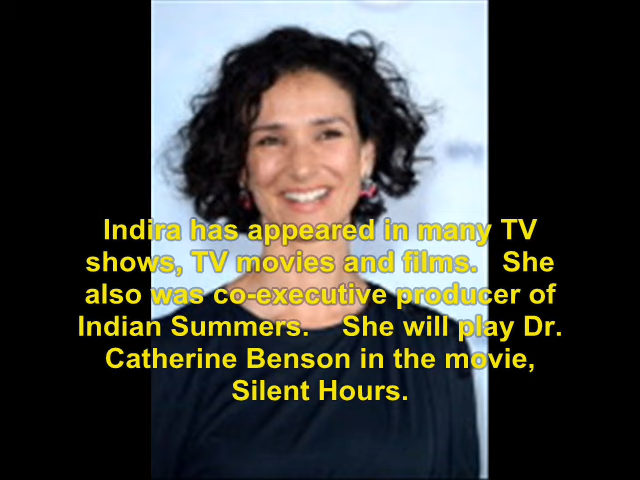 Indira has appeared in many TV
shows, TV movies and films. She
also was co-executive producer of
Indian Summers. She will play Dr.
Catherine Benson in the movie,
Silent Hours.